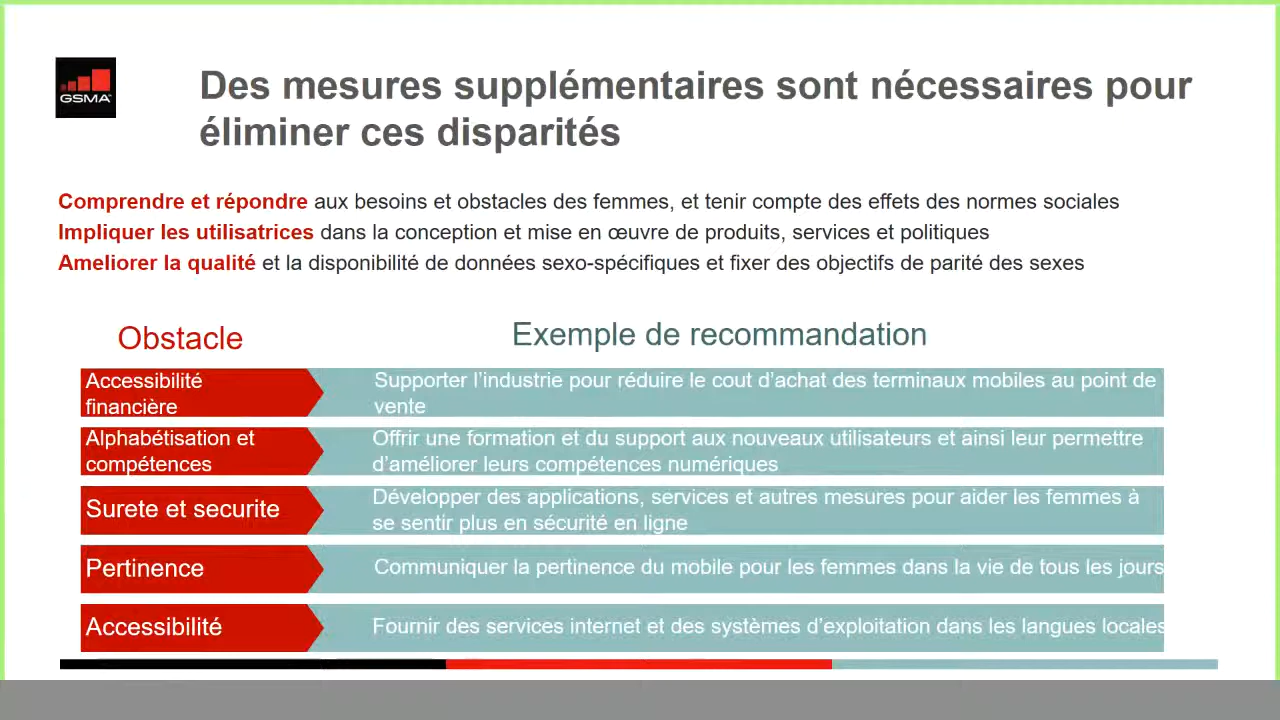 GSMA
Des mesures supplémentaires sont nécessaires pour
éliminer ces disparités
Comprendre et répondre aux besoins et obstacles des femmes, et tenir compte des effets des normes sociales
Impliquer les utilisatrices dans la conception et mise en œuvre de produits, services et politiques
Ameliorer la qualité et la disponibilité de données sexo-spécifiques et fixer des objectifs de parité des sexes
Obstacle
Exemple de recommandation
Accessibilité
financière
Supporter l’industrie pour réduire le cout d’achat des terminaux mobiles au point de
vente
Alphabétisation et
compétences
Offrir une formation et du support aux nouveaux utilisateurs et ainsi leur permettre
d’améliorer leurs compétences numériques
Surete et securite
Développer des applications, services et autres mesures pour aider les femmes à
se sentir plus en sécurité en ligne
Pertinence
Communiquer la pertinence du mobile pour les femmes dans la vie de tous les jours
Accessibilité
Fournir des services internet et des systèmes d’exploitation dans les langues locales